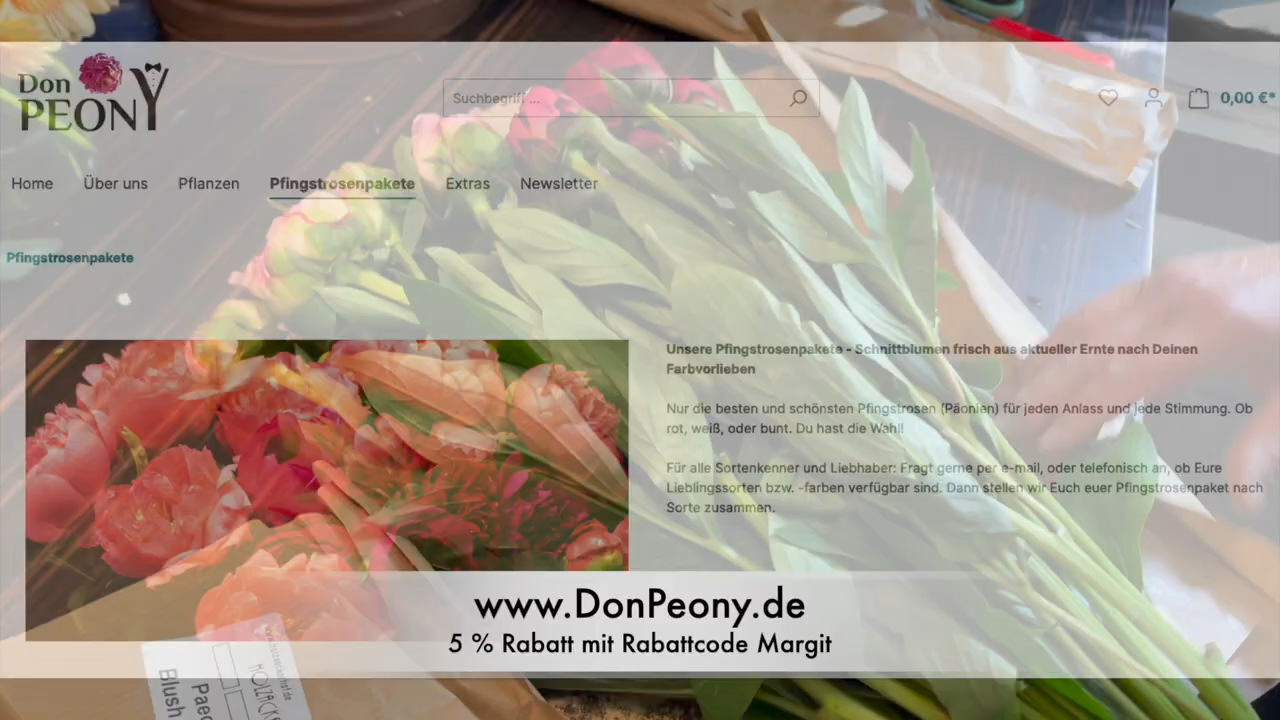 Don
PEONY
Suchbegriff ...
0,00 €*
Home Über uns Pflanzen Pfingstrosenpakete Extras Newsletter
Pfingstrosenpakete
Unsere Pfingstrosenpakete - Schnittblumen frisch aus aktueller Ernte nach Deinen
Farbvorlieben
Nur die besten und schönsten Pfingstrosen (Päonien) für jeden Anlass und jede Stimmung. Ob
rot, weiß, oder bunt. Du hast die Wahl!
Für alle Sortenkenner und Liebhaber: Fragt gerne per e-mail, oder telefonisch an, ob Eure
Lieblingssorten bzw. -farben verfügbar sind. Dann stellen wir Euch euer Pfingstrosenpaket nach
Sorte zusammen.
www.DonPeony.de
5 % Rabatt mit Rabattcode Margit
Blush